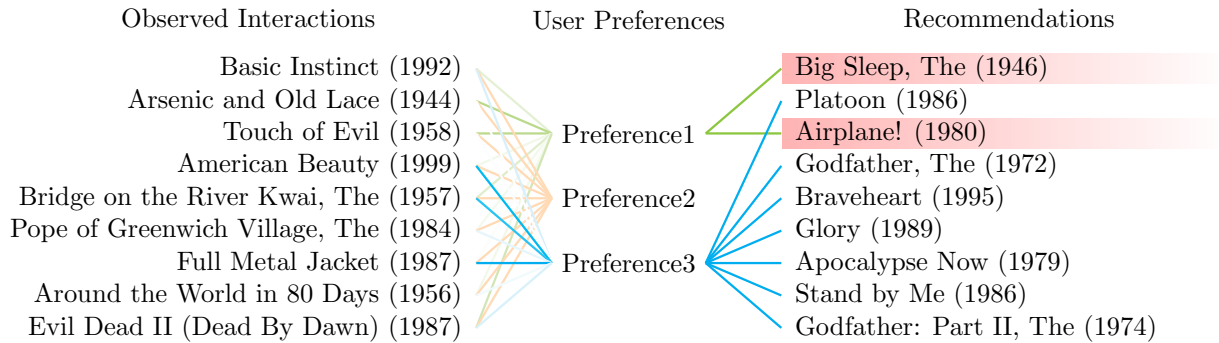 Observed Interactions
User Preferences
Recommendations
Basic Instinct (1992)
Arsenic and Old Lace (1944)
Touch of Evil (1958)
American Beauty (1999)
Bridge on the River Kwai, The (1957)
Pope of Greenwich Village, The (1984)
Full Metal Jacket (1987)
Around the World in 80 Days (1956)
Evil Dead II (Dead By Dawn) (1987)
Preference1
Preference2
Preference3
Big Sleep, The (1946)
Platoon (1986)
Airplane! (1980)
Godfather, The (1972)
Braveheart (1995)
Glory (1989)
Apocalypse Now (1979)
Stand by Me (1986)
Godfather: Part II, The (1974)